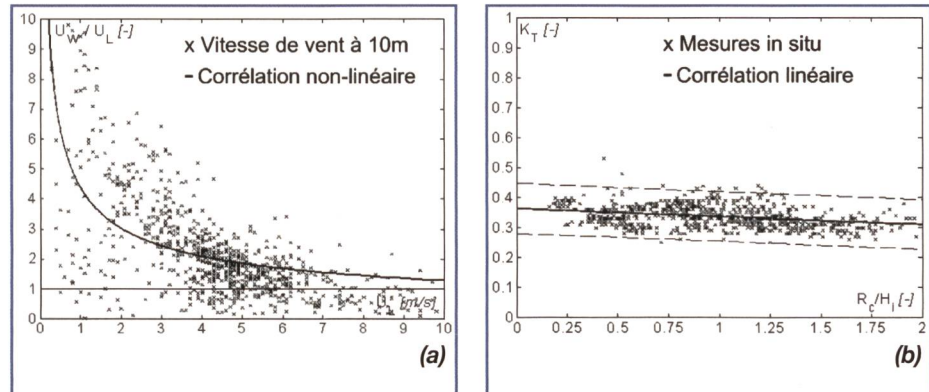 U_W / U_L [-]
× Vitesse de vent à 10m
– Corrélation non-linéaire
10
9
8
7
6
5
4
3
2
1
0
U_L [m/s]
0 1 2 3 4 5 6 7 8 9 10
(a)
K_T [-]
× Mesures in situ
– Corrélation linéaire
1
0.9
0.8
0.7
0.6
0.5
0.4
0.3
0.2
0.1
0
R_c/H_i [-]
0 0.25 0.5 0.75 1 1.25 1.5 1.75 2
(b)